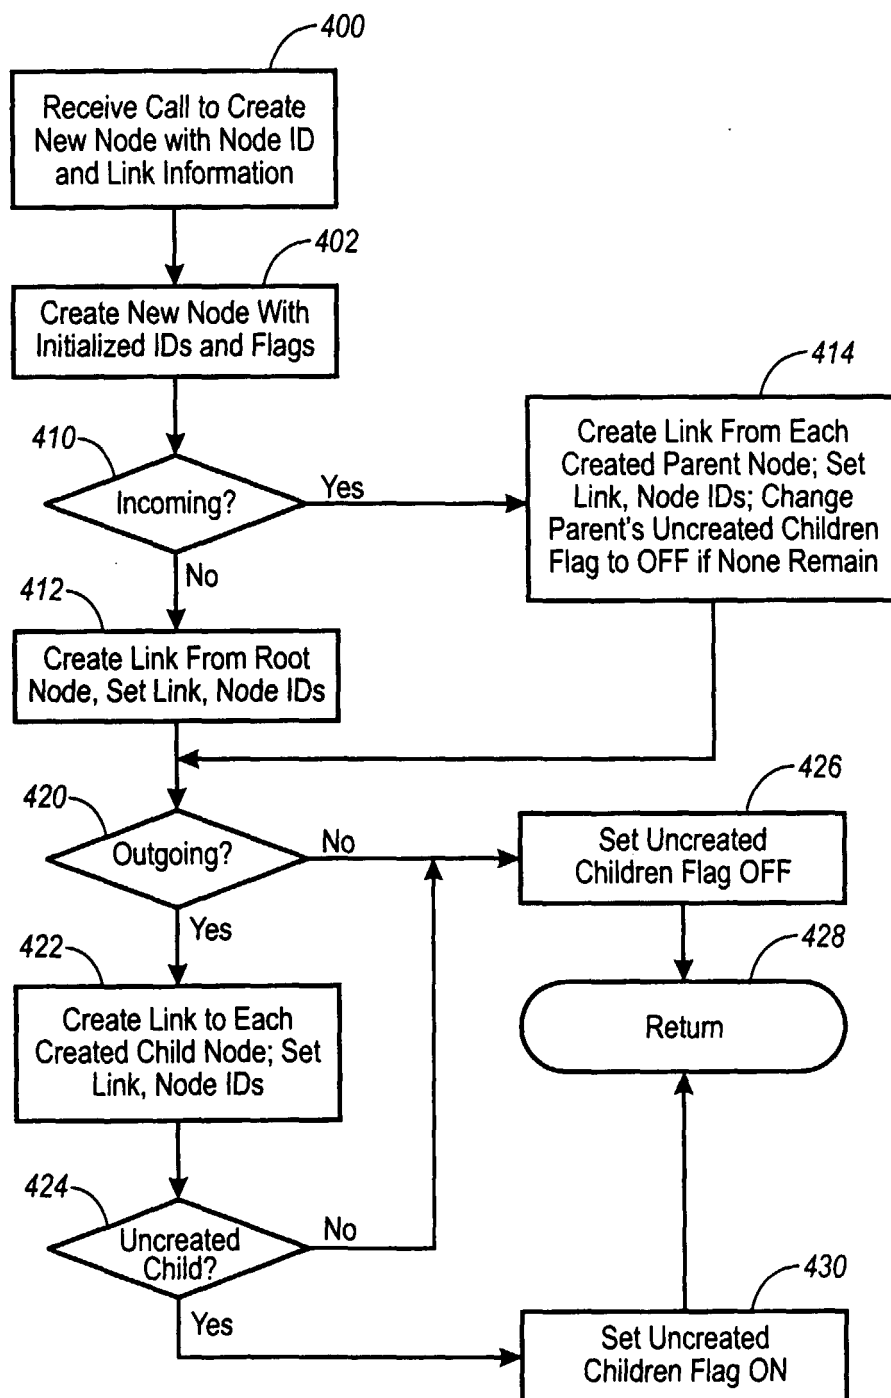 400
Receive Call to Create
New Node with Node ID
and Link Information
402
Create New Node With
Initialized IDs and Flags
410
Incoming?
Yes
No
414
Create Link From Each
Created Parent Node; Set
Link, Node IDs; Change
Parent's Uncreated Children
Flag to OFF if None Remain
412
Create Link From Root
Node, Set Link, Node IDs
420
Outgoing?
No
Yes
426
Set Uncreated
Children Flag OFF
428
Return
422
Create Link to Each
Created Child Node; Set
Link, Node IDs
424
Uncreated
Child?
No
Yes
430
Set Uncreated
Children Flag ON